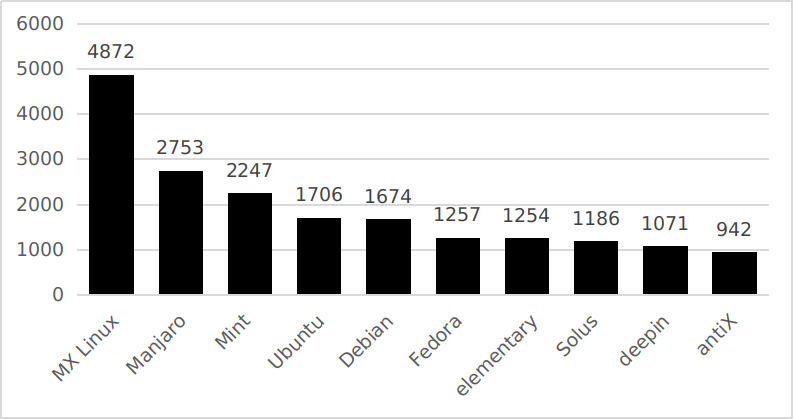 6000
5000
4000
3000
2000
1000
0
4872
2753
2247
1706
1674
1257
1254
1186
1071
942
MX Linux
Manjaro
Mint
Ubuntu
Debian
Fedora
elementary
Solus
deepin
antiX